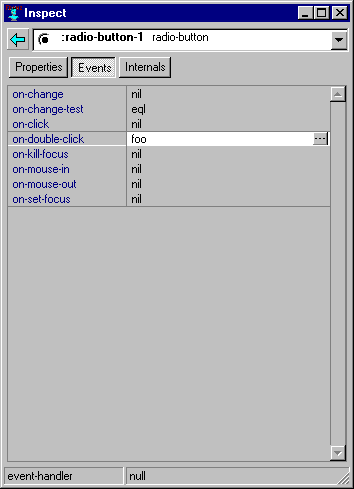 Inspect
:radio-button-1 radio-button
Properties Events Internals
on-change nil
on-change-test eql
on-click nil
on-double-click foo ...
on-kill-focus nil
on-mouse-in nil
on-mouse-out nil
on-set-focus nil
event-handler null